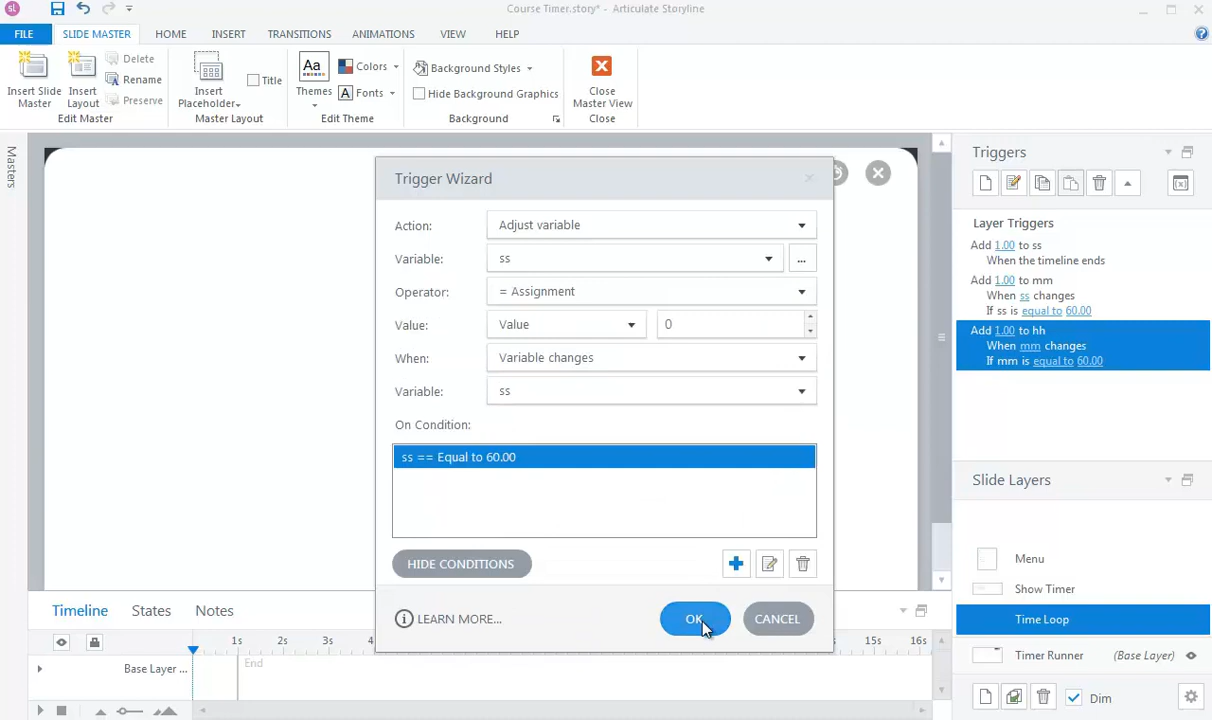 sl
Course Timer.story* - Articulate Storyline
FILE SLIDE MASTER HOME INSERT TRANSITIONS ANIMATIONS VIEW HELP
Insert Slide Master
Insert Layout
Delete
Rename
Preserve
Edit Master
Insert Placeholder
Title
Master Layout
Aa
Themes
Colors
A Fonts
Edit Theme
Background Styles
Hide Background Graphics
Background
Close Master View
Close
Masters
Trigger Wizard
Action: Adjust variable
Variable: ss ...
Operator: = Assignment
Value: Value 0
When: Variable changes
Variable: ss
On Condition:
ss == Equal to 60.00
HIDE CONDITIONS
LEARN MORE...
OK
CANCEL
Triggers
Layer Triggers
Add 1.00 to ss
When the timeline ends
Add 1.00 to mm
When ss changes
If ss is equal to 60.00
Add 1.00 to hh
When mm changes
If mm is equal to 60.00
Slide Layers
Menu
Show Timer
Time Loop
Timer Runner (Base Layer)
Dim
Timeline States Notes
1s 2s 3s 15s 16s
End
Base Layer ...